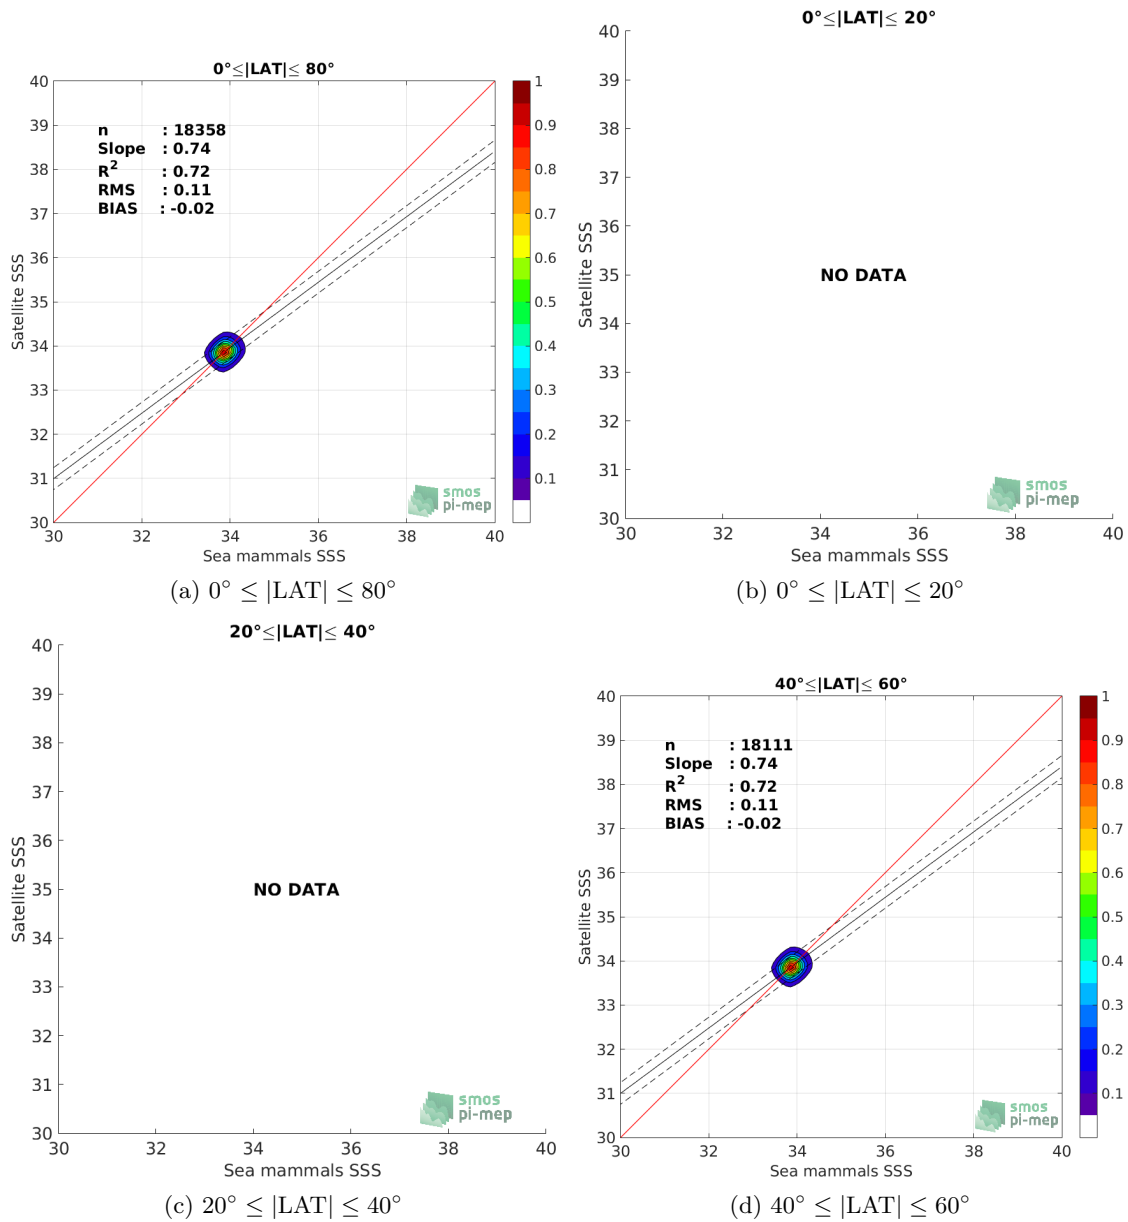 0°≤|LAT|≤ 80°
n : 18358
Slope : 0.74
R² : 0.72
RMS : 0.11
BIAS : -0.02
40
39
38
37
36
35
34
33
32
31
30
Satellite SSS
30 32 34 36 38 40
Sea mammals SSS
smos
pi-mep
1
0.9
0.8
0.7
0.6
0.5
0.4
0.3
0.2
0.1
(a) 0° ≤ |LAT| ≤ 80°
0°≤|LAT|≤ 20°
40
39
38
37
36
35
34
33
32
31
30
Satellite SSS
NO DATA
smos
pi-mep
30 32 34 36 38 40
Sea mammals SSS
(b) 0° ≤ |LAT| ≤ 20°
20°≤|LAT|≤ 40°
40
39
38
37
36
35
34
33
32
31
30
Satellite SSS
NO DATA
smos
pi-mep
30 32 34 36 38 40
Sea mammals SSS
(c) 20° ≤ |LAT| ≤ 40°
40°≤|LAT|≤ 60°
n : 18111
Slope : 0.74
R² : 0.72
RMS : 0.11
BIAS : -0.02
40
39
38
37
36
35
34
33
32
31
30
Satellite SSS
30 32 34 36 38 40
Sea mammals SSS
smos
pi-mep
1
0.9
0.8
0.7
0.6
0.5
0.4
0.3
0.2
0.1
(d) 40° ≤ |LAT| ≤ 60°